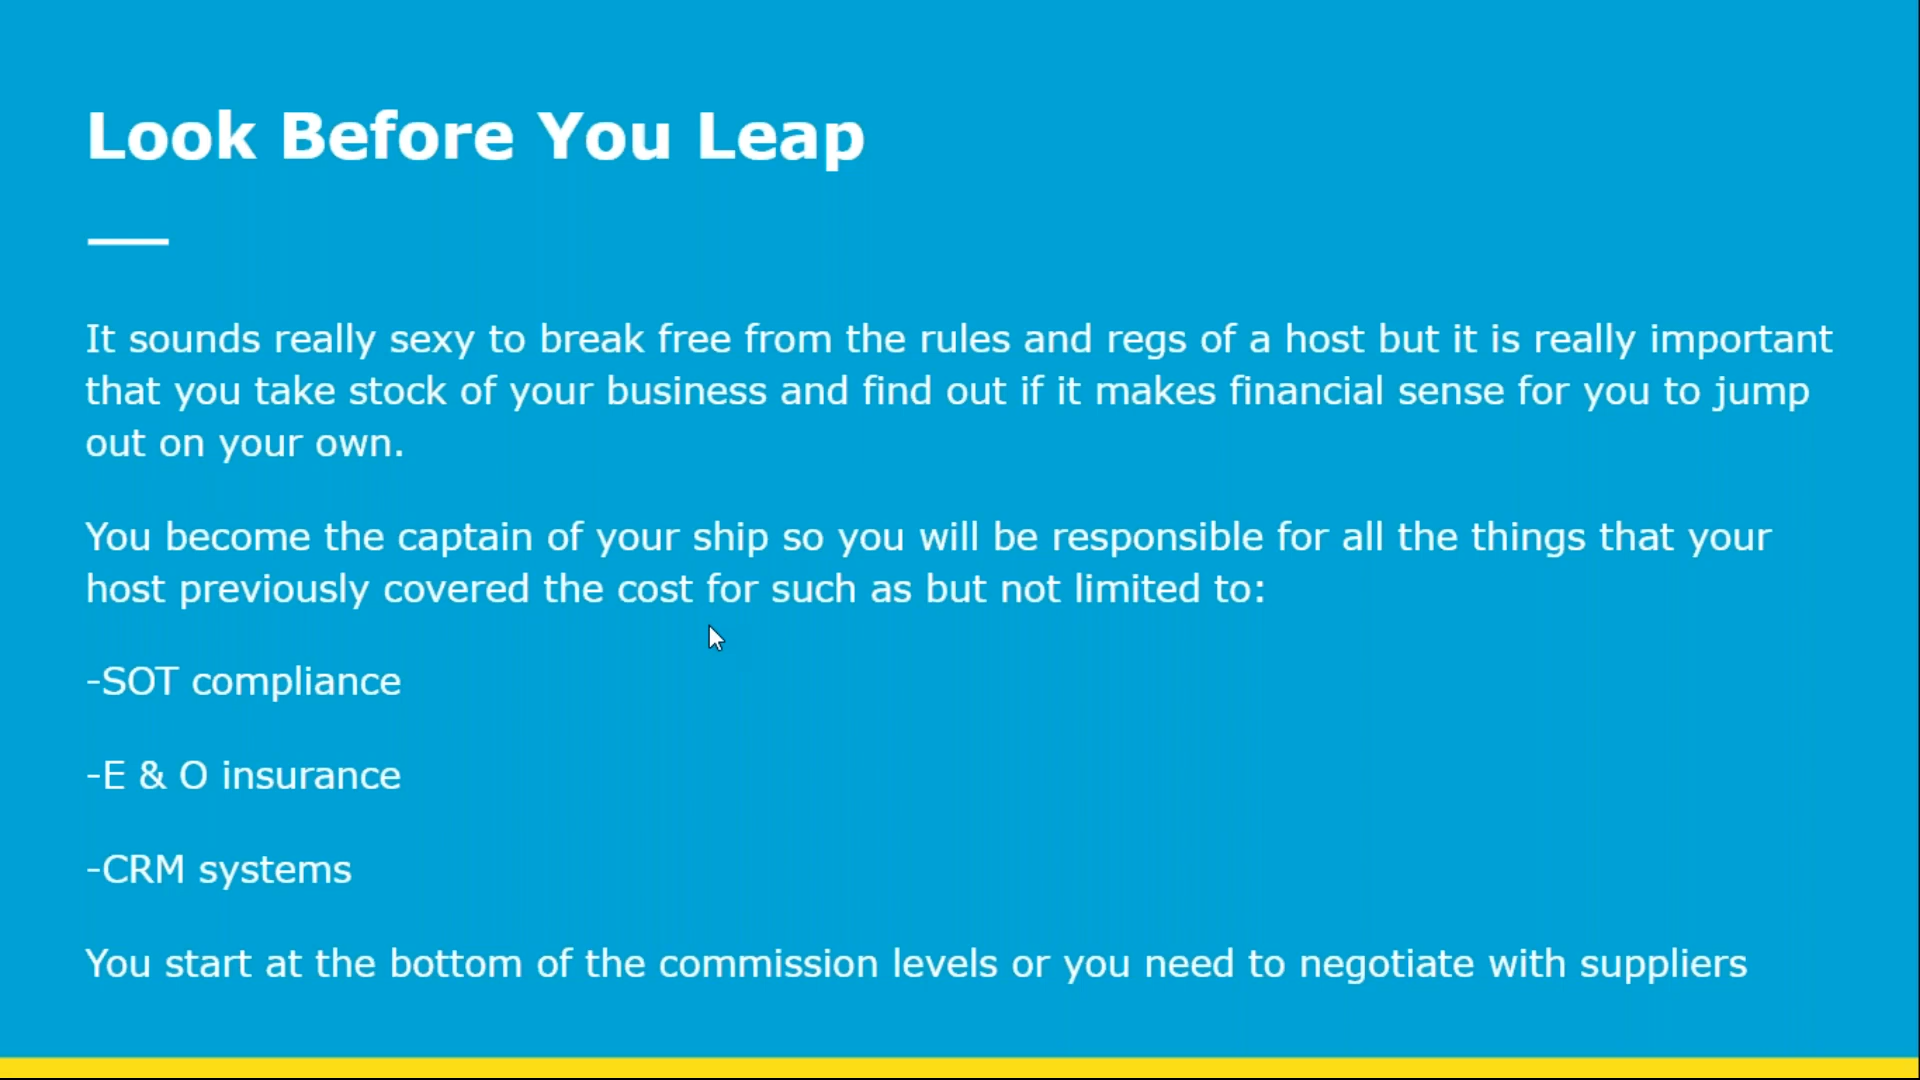 Look Before You Leap
It sounds really sexy to break free from the rules and regs of a host but it is really important
that you take stock of your business and find out if it makes financial sense for you to jump
out on your own.
You become the captain of your ship so you will be responsible for all the things that your
host previously covered the cost for such as but not limited to:
-SOT compliance
-E & O insurance
-CRM systems
You start at the bottom of the commission levels or you need to negotiate with suppliers